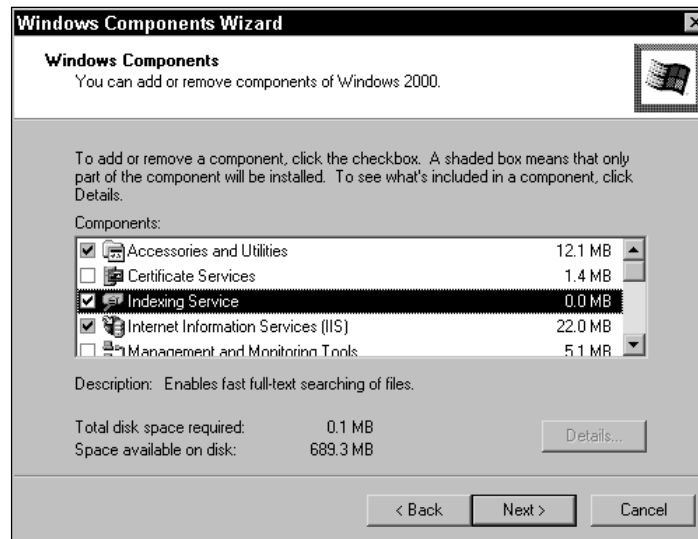 Windows Components Wizard
Windows Components
You can add or remove components of Windows 2000.
To add or remove a component, click the checkbox. A shaded box means that only
part of the component will be installed. To see what's included in a component, click
Details.
Components:
Accessories and Utilities 12.1 MB
Certificate Services 1.4 MB
Indexing Service 0.0 MB
Internet Information Services (IIS) 22.0 MB
Management and Monitoring Tools 5.1 MB
Description: Enables fast full-text searching of files.
Total disk space required: 0.1 MB
Space available on disk: 689.3 MB
Details...
< Back Next > Cancel